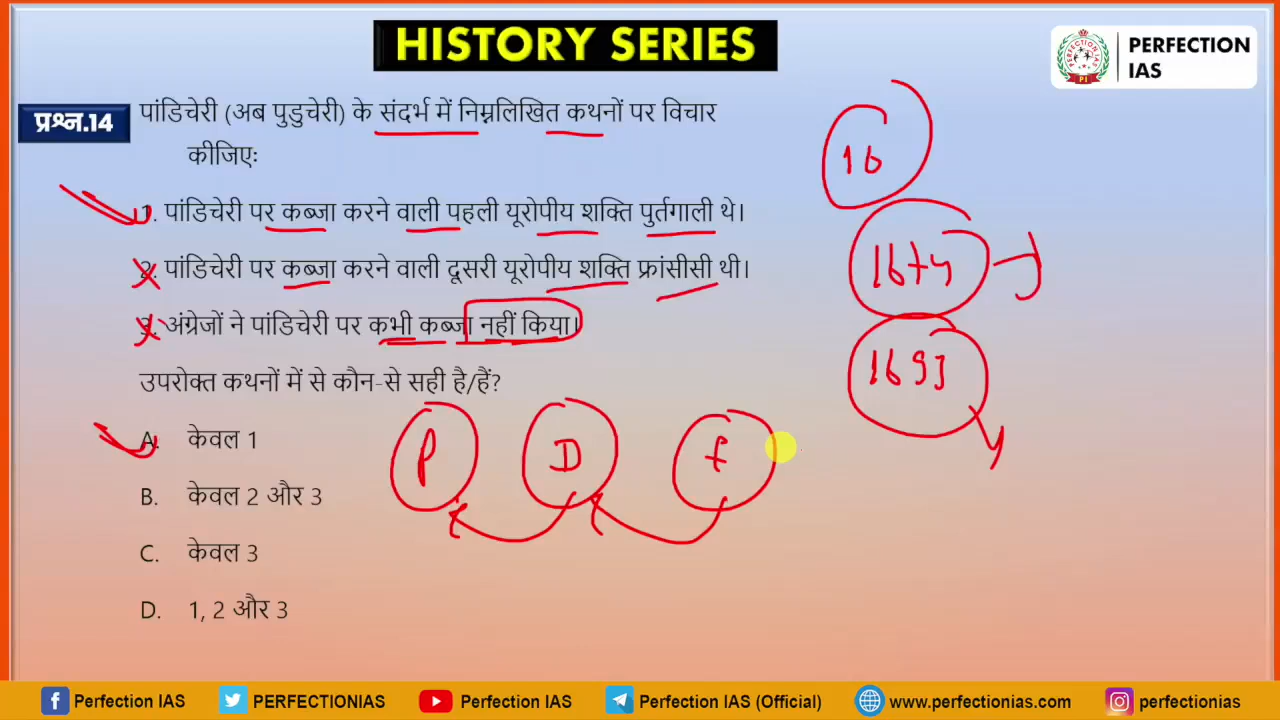 HISTORY SERIES
PERFECTION
IAS
प्रश्न.14
पांडिचेरी (अब पुडुचेरी) के संदर्भ में निम्नलिखित कथनों पर विचार
कीजिए:
1. पांडिचेरी पर कब्जा करने वाली पहली यूरोपीय शक्ति पुर्तगाली थे।
2. पांडिचेरी पर कब्जा करने वाली दूसरी यूरोपीय शक्ति फ्रांसीसी थी।
3. अंग्रेजों ने पांडिचेरी पर कभी कब्जा नहीं किया।
उपरोक्त कथनों में से कौन-से सही है/हैं?
A. केवल 1
B. केवल 2 और 3
C. केवल 3
D. 1, 2 और 3
16
1674
1693
P D F
Perfection IAS PERFECTIONIAS Perfection IAS Perfection IAS (Official) www.perfectionias.com perfectionias